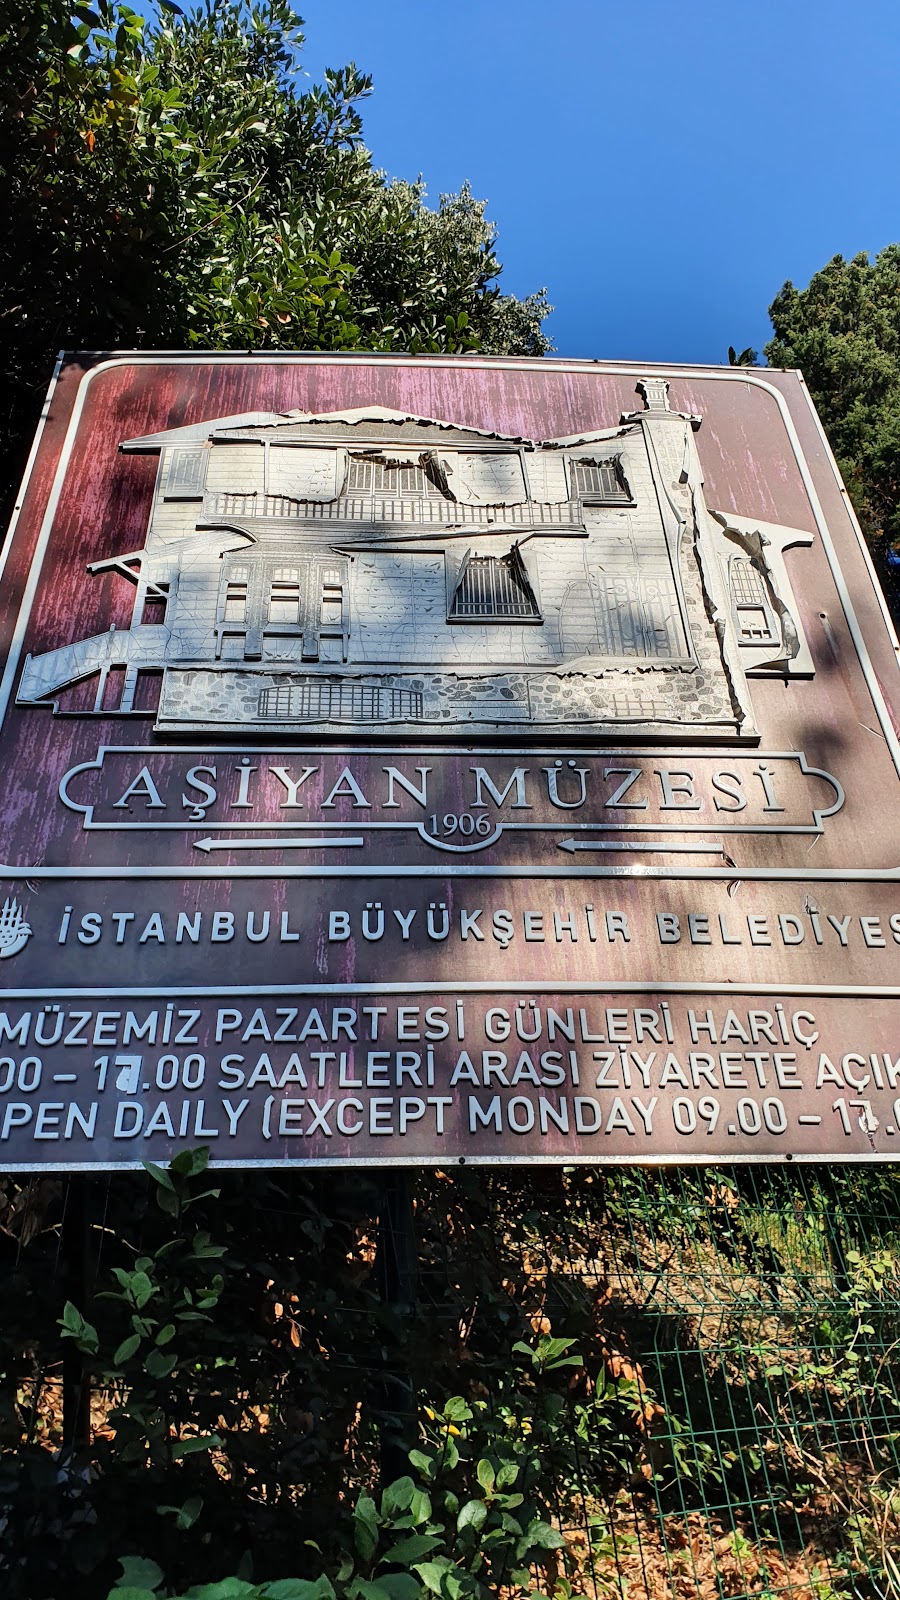 AŞİYAN MÜZESİ
1906
İSTANBUL BÜYÜKŞEHİR BELEDİYES
MÜZEMİZ PAZARTESİ GÜNLERİ HARİÇ
00 – 17.00 SAATLERİ ARASI ZİYARETE AÇIK
PEN DAILY (EXCEPT MONDAY 09.00 – 17.0